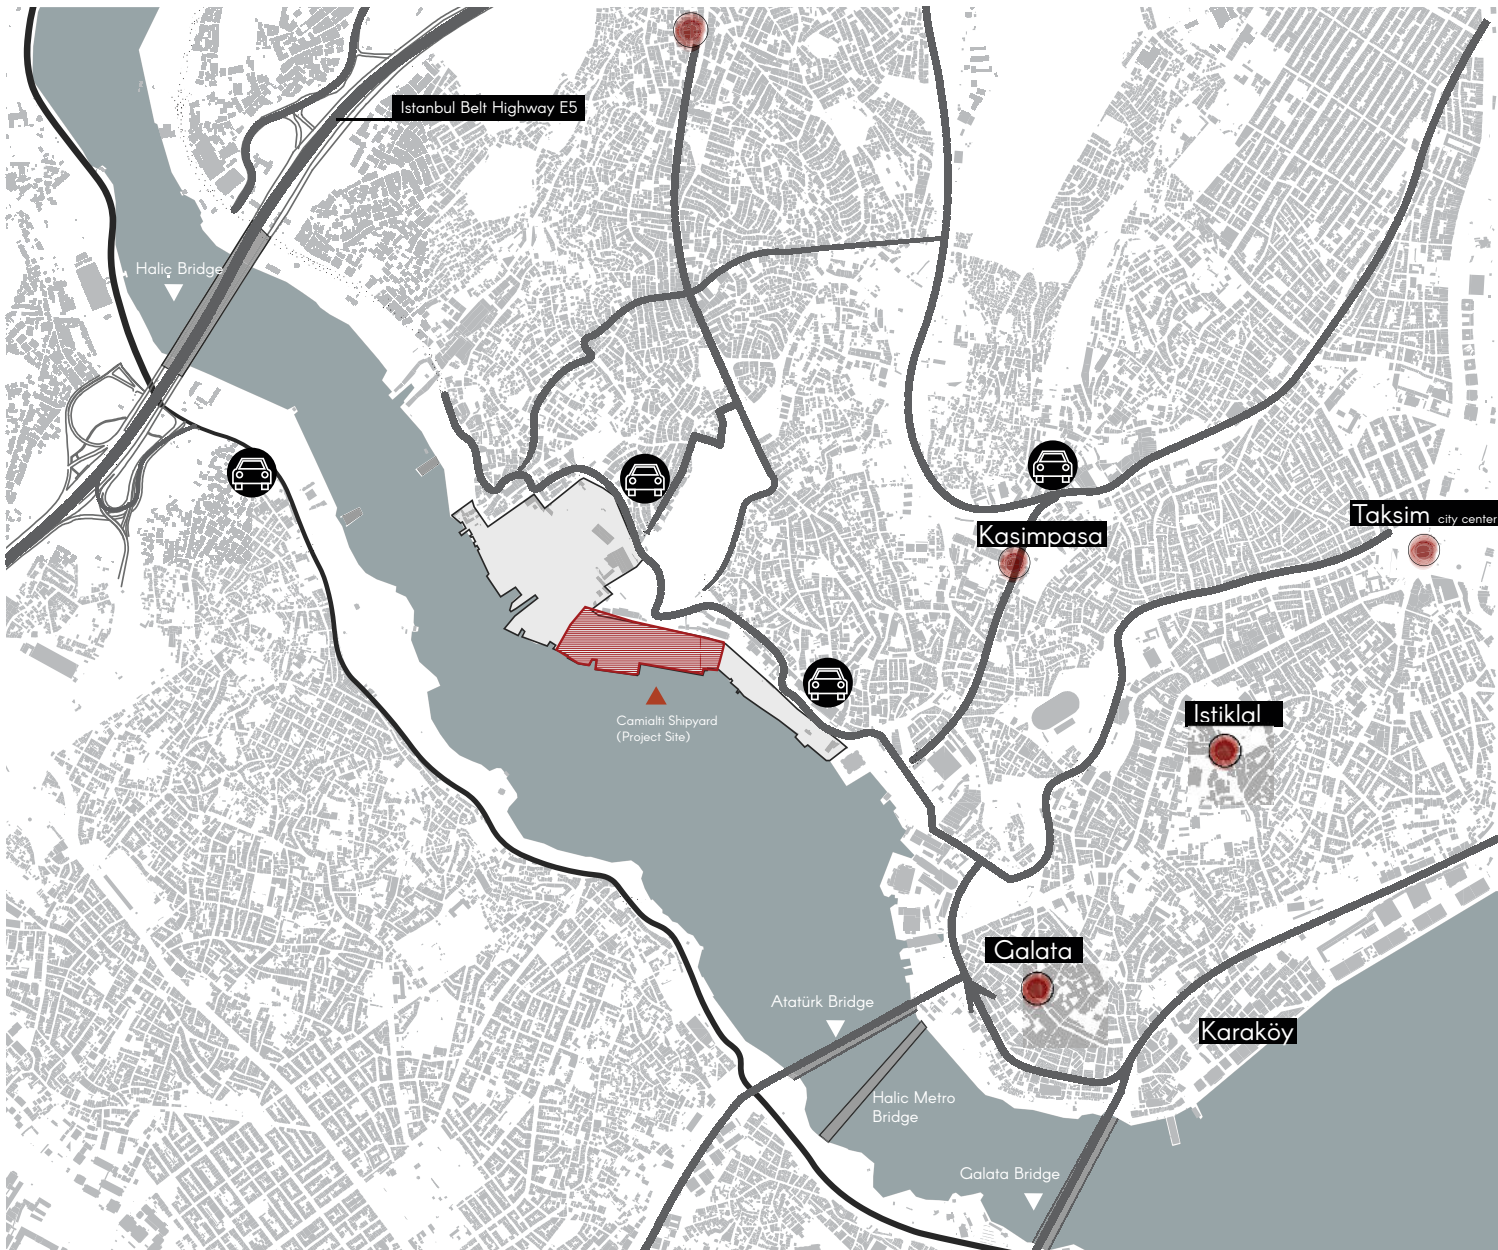 Istanbul Belt Highway E5
Haliç Bridge
Taksim city center
Kasimpasa
Istiklal
Camialti Shipyard
(Project Site)
Galata
Atatürk Bridge
Karaköy
Halic Metro
Bridge
Galata Bridge